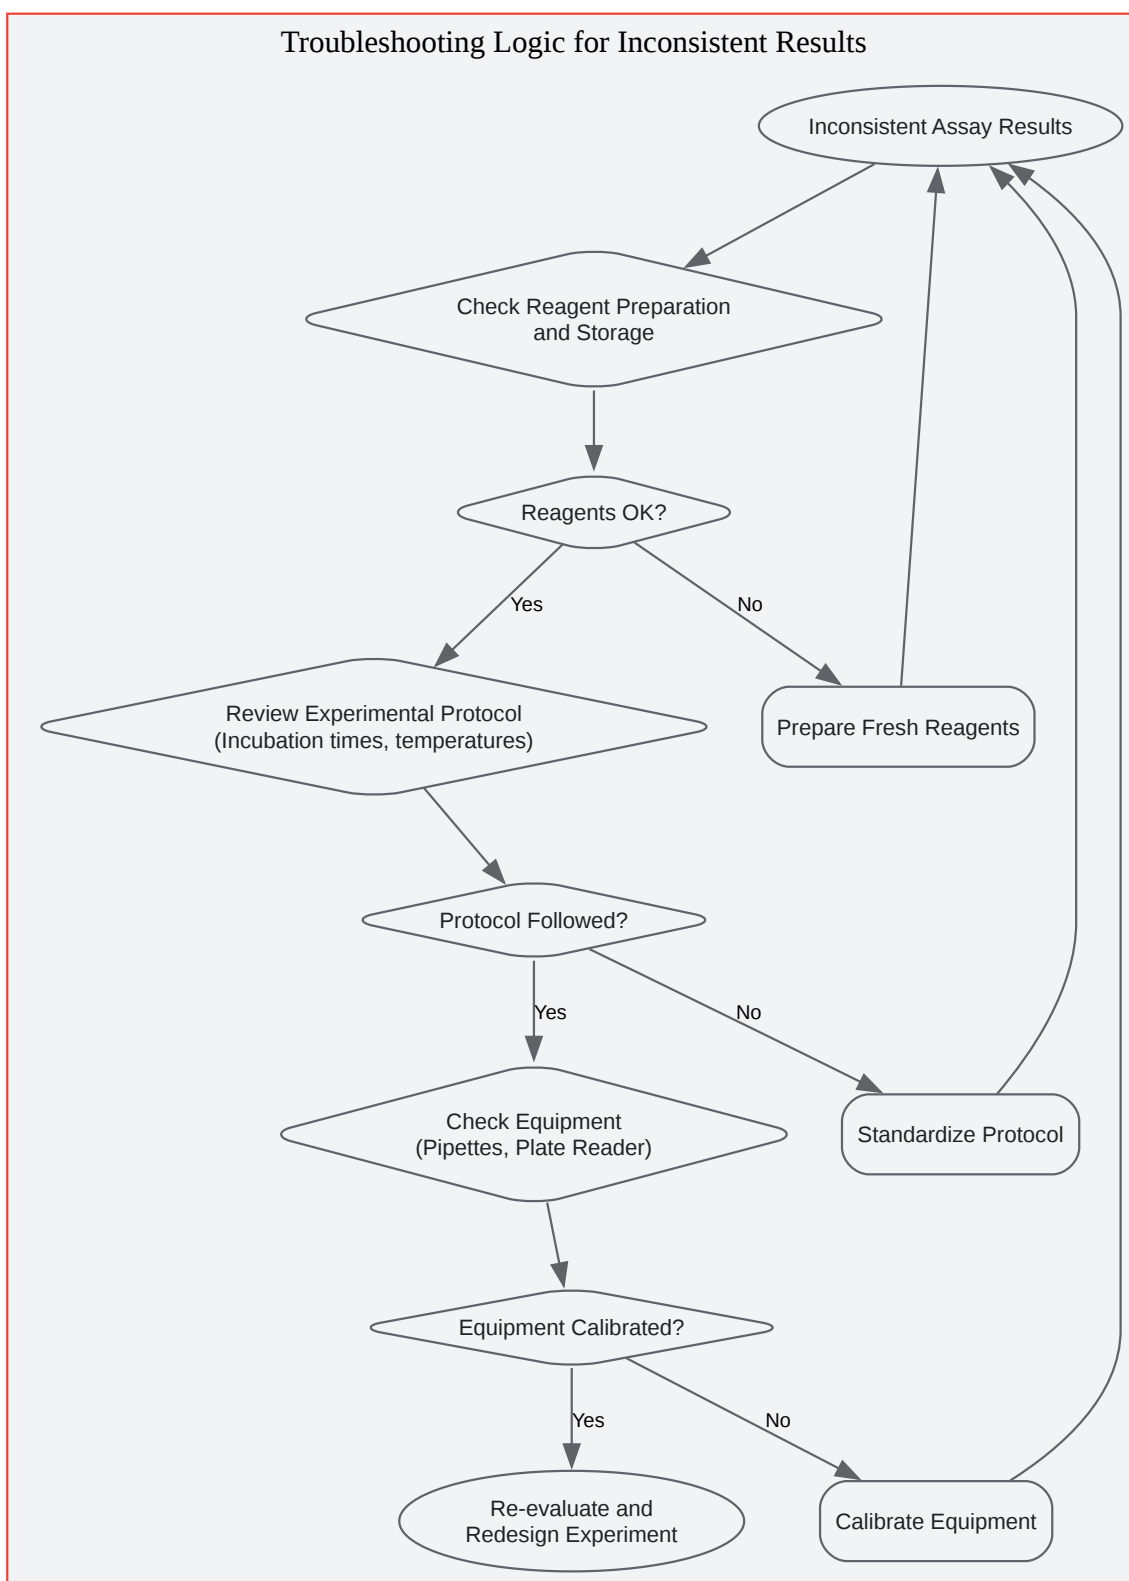 Troubleshooting Logic for Inconsistent Results
Inconsistent Assay Results
Check Reagent Preparation
and Storage
Reagents OK?
Yes
No
Review Experimental Protocol
(Incubation times, temperatures)
Prepare Fresh Reagents
Protocol Followed?
Yes
No
Check Equipment
(Pipettes, Plate Reader)
Standardize Protocol
Equipment Calibrated?
Yes
No
Re-evaluate and
Redesign Experiment
Calibrate Equipment